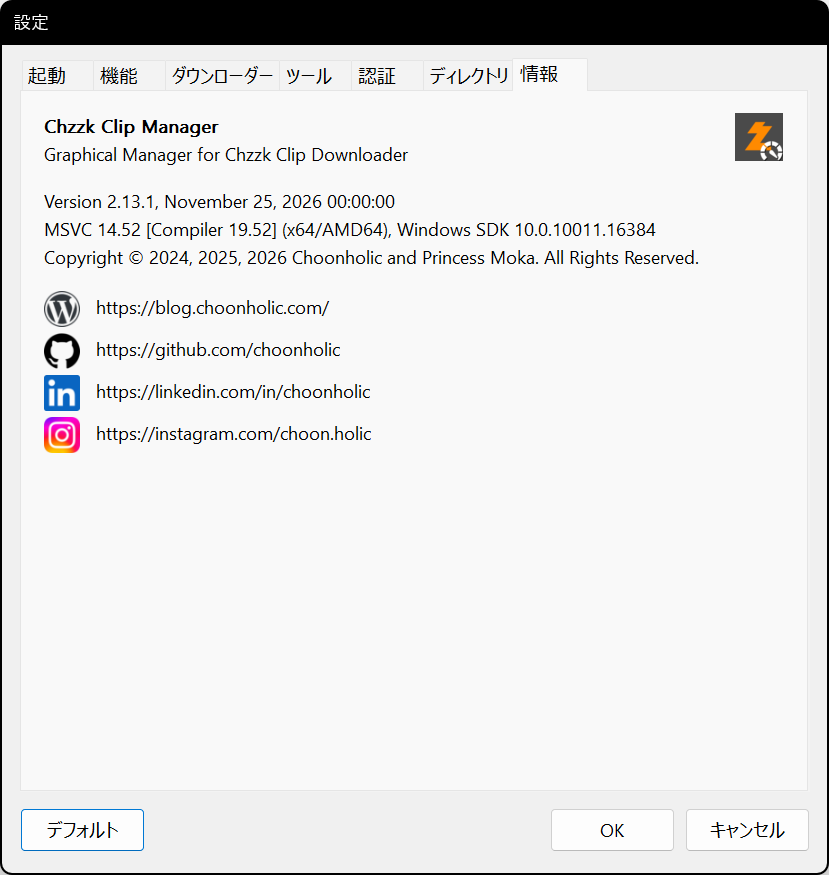 設定
起動 機能 ダウンローダー ツール 認証 ディレクトリ 情報
Chzzk Clip Manager
Graphical Manager for Chzzk Clip Downloader
Version 2.13.1, November 25, 2026 00:00:00
MSVC 14.52 [Compiler 19.52] (x64/AMD64), Windows SDK 10.0.10011.16384
Copyright © 2024, 2025, 2026 Choonholic and Princess Moka. All Rights Reserved.
https://blog.choonholic.com/
https://github.com/choonholic
https://linkedin.com/in/choonholic
https://instagram.com/choon.holic
デフォルト OK キャンセル